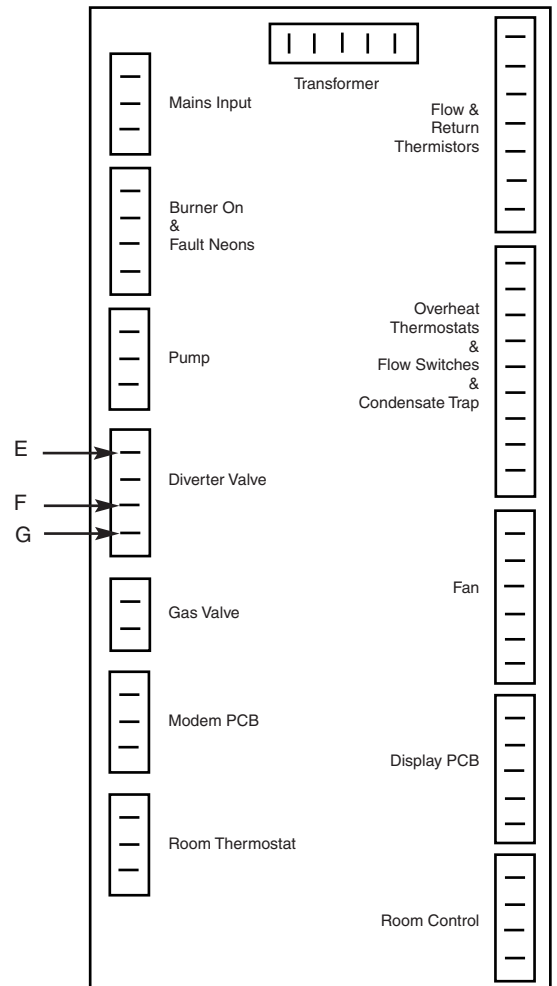 Transformer
Mains Input
Flow &
Return
Thermistors
Burner On
&
Fault Neons
Overheat
Thermostats
&
Flow Switches
&
Condensate Trap
Pump
E
F
G
Diverter Valve
Fan
Gas Valve
Modem PCB
Display PCB
Room Thermostat
Room Control